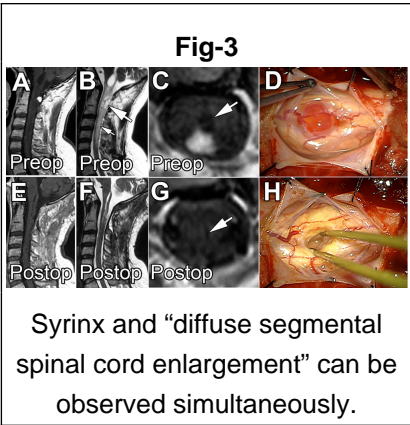 Fig-3
A B C D
Preop Preop Preop
E F G H
Postop Postop Postop
Syrinx and “diffuse segmental
spinal cord enlargement” can be
observed simultaneously.